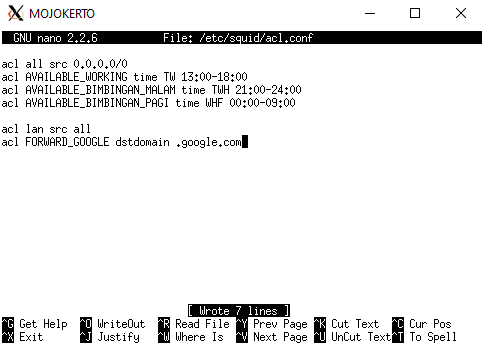 MOJOKERTO
GNU nano 2.2.6 File: /etc/squid/acl.conf
acl all src 0.0.0.0/0
acl AVAILABLE_WORKING time TW 13:00-18:00
acl AVAILABLE_BIMBINGAN_MALAM time TWH 21:00-24:00
acl AVAILABLE_BIMBINGAN_PAGI time WHF 00:00-09:00
acl lan src all
acl FORWARD_GOOGLE dstdomain .google.com
[ Wrote 7 lines ]
^G Get Help ^O WriteOut ^R Read File ^Y Prev Page ^K Cut Text ^C Cur Pos
^X Exit ^J Justify ^W Where Is ^V Next Page ^U UnCut Text ^T To Spell